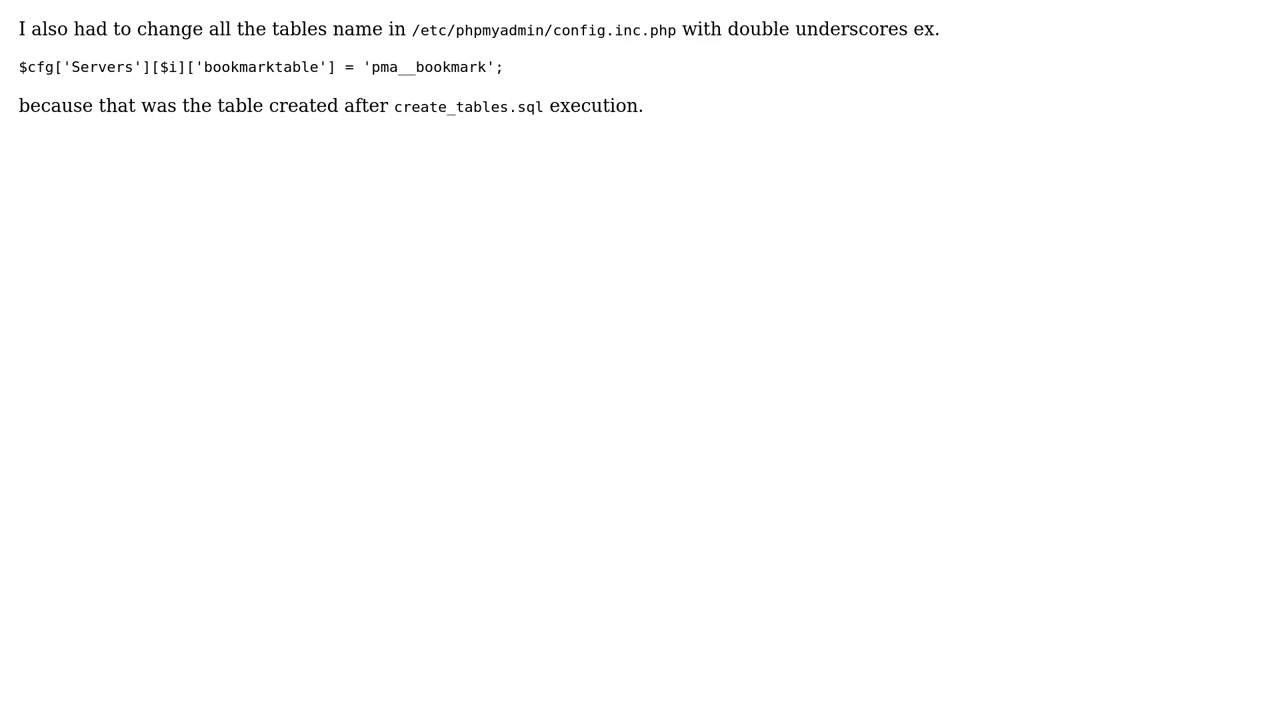 I also had to change all the tables name in /etc/phpmyadmin/config.inc.php with double underscores ex.
$cfg['Servers'][$i]['bookmarktable'] = 'pma__bookmark';
because that was the table created after create_tables.sql execution.